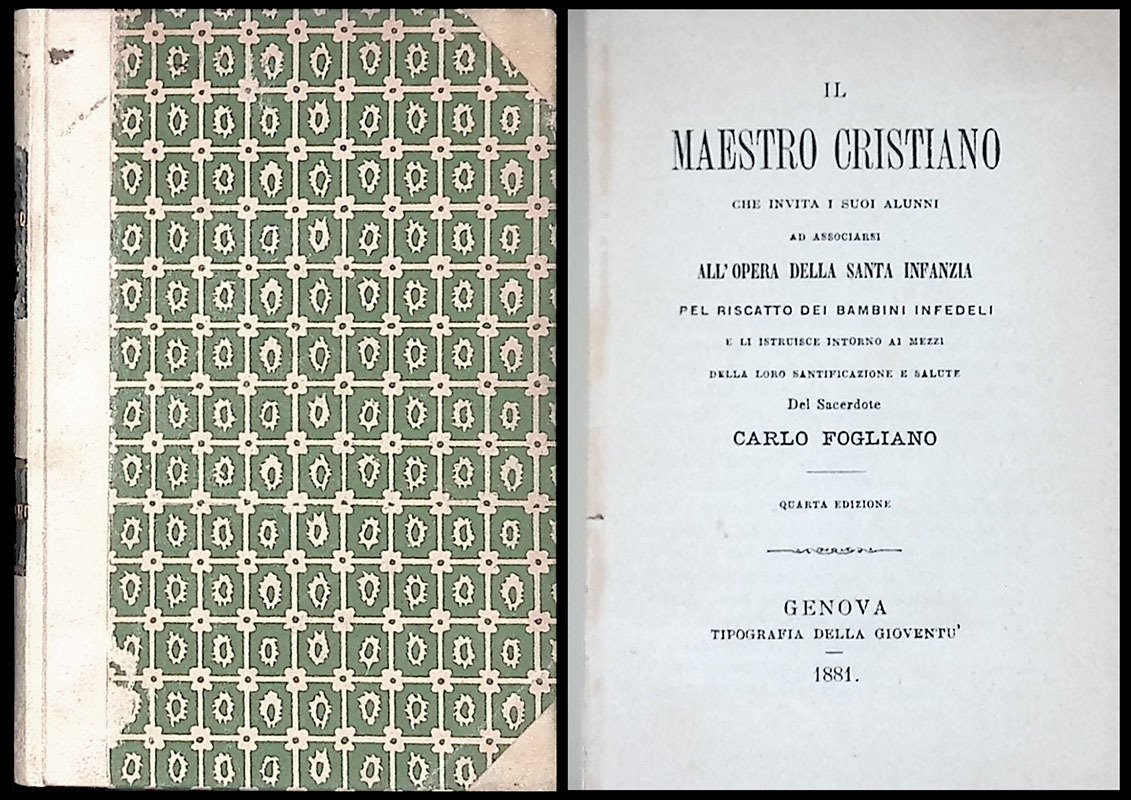 IL
MAESTRO CRISTIANO
CHE INVITA I SUOI ALUNNI
AD ASSOCIARSI
ALL' OPERA DELLA SANTA INFANZIA
PEL RISCATTO DEI BAMBINI INFEDELI
E LI ISTRUISCE INTORNO AI MEZZI
DELLA LORO SANTIFICAZIONE E SALUTE
Del Sacerdote
CARLO FOGLIANO
QUARTA EDIZIONE
GENOVA
TIPOGRAFIA DELLA GIOVENTU'
1881.